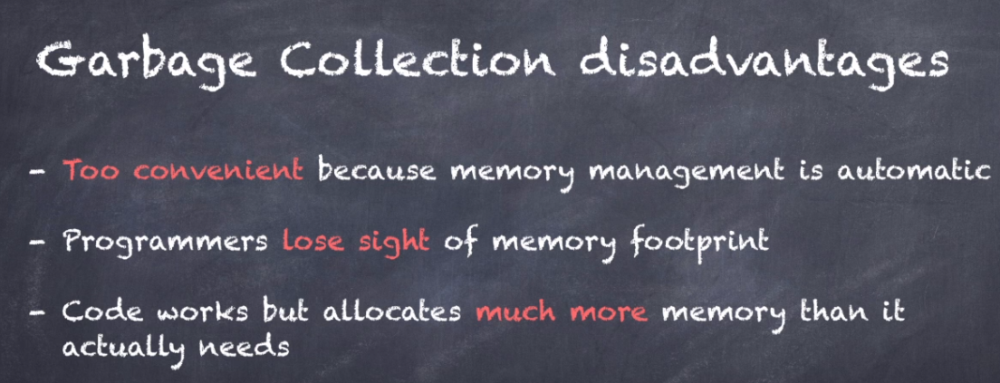 Garbage Collection disadvantages
- Too convenient because memory management is automatic
- Programmers lose sight of memory footprint
- Code works but allocates much more memory than it
actually needs